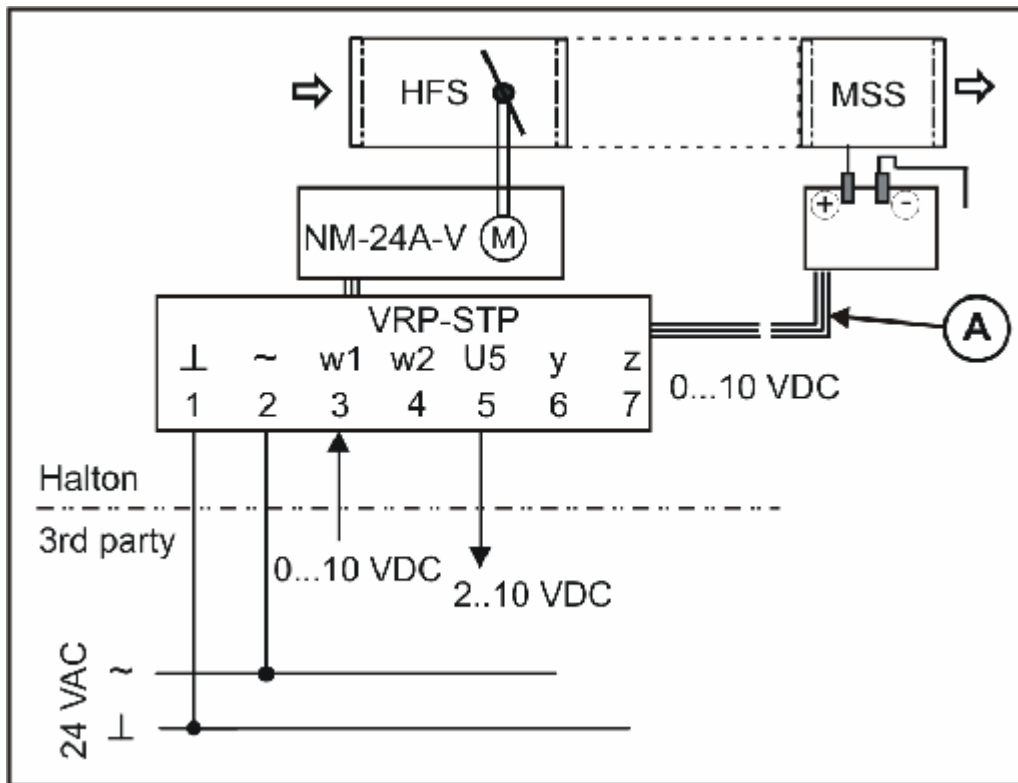 HFS
MSS
NM-24A-V M
+ -
VRP-STP
⊥ ~ w1 w2 U5 y z
1 2 3 4 5 6 7
A
0...10 VDC
Halton
3rd party
0...10 VDC
2..10 VDC
24 VAC
~
⊥